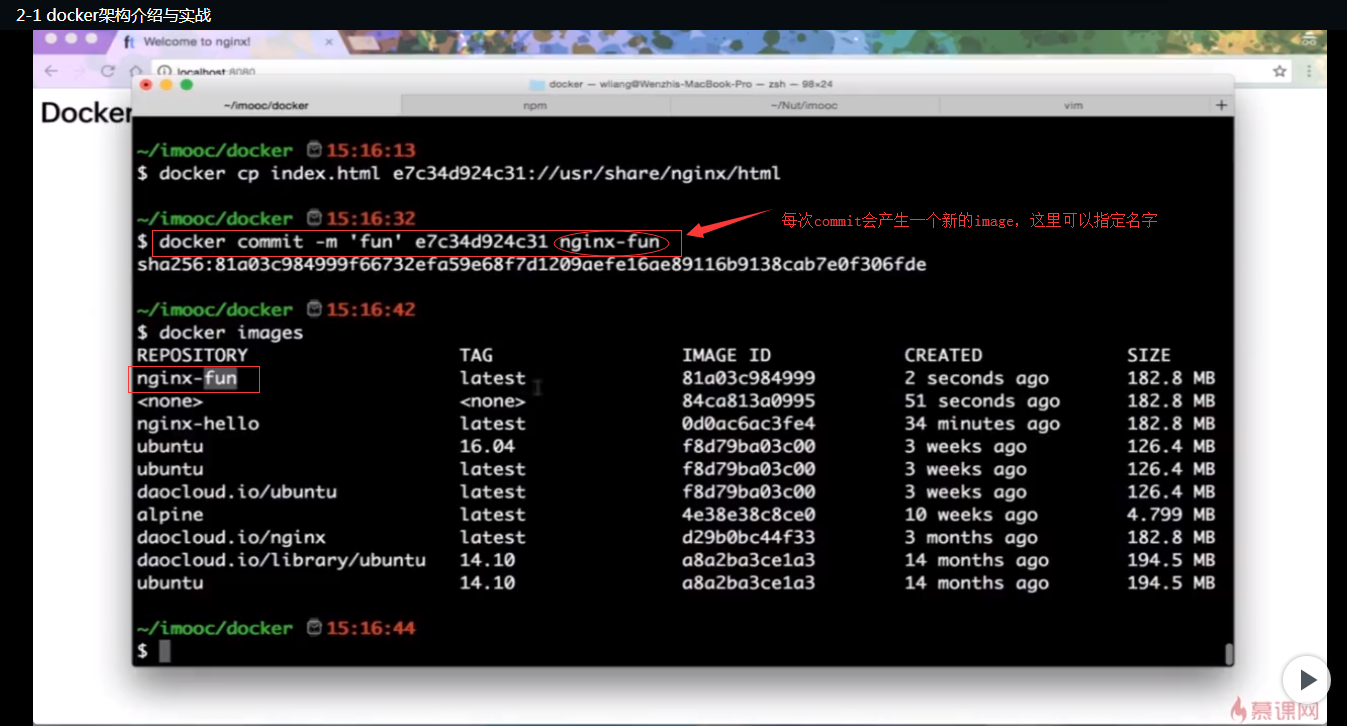 2-1 docker架构介绍与实战
Welcome to nginx!
localhost:8080
docker — wliang@Wenzhis-MacBook-Pro — zsh — 98×24
~/imooc/docker
npm
~/Nut/imooc
vim
Docker
~/imooc/docker 15:16:13
$ docker cp index.html e7c34d924c31://usr/share/nginx/html
~/imooc/docker 15:16:32
每次commit会产生一个新的image，这里可以指定名字
$ docker commit -m 'fun' e7c34d924c31 nginx-fun
sha256:81a03c984999f66732efa59e68f7d1209aefe16ae89116b9138cab7e0f306fde
~/imooc/docker 15:16:42
$ docker images
REPOSITORY TAG IMAGE ID CREATED SIZE
nginx-fun latest 81a03c984999 2 seconds ago 182.8 MB
<none> <none> 84ca813a0995 51 seconds ago 182.8 MB
nginx-hello latest 0d0ac6ac3fe4 34 minutes ago 182.8 MB
ubuntu 16.04 f8d79ba03c00 3 weeks ago 126.4 MB
ubuntu latest f8d79ba03c00 3 weeks ago 126.4 MB
daocloud.io/ubuntu latest f8d79ba03c00 3 weeks ago 126.4 MB
alpine latest 4e38e38c8ce0 10 weeks ago 4.799 MB
daocloud.io/nginx latest d29b0bc44f33 3 months ago 182.8 MB
daocloud.io/library/ubuntu 14.10 a8a2ba3ce1a3 14 months ago 194.5 MB
ubuntu 14.10 a8a2ba3ce1a3 14 months ago 194.5 MB
~/imooc/docker 15:16:44
$
慕课网